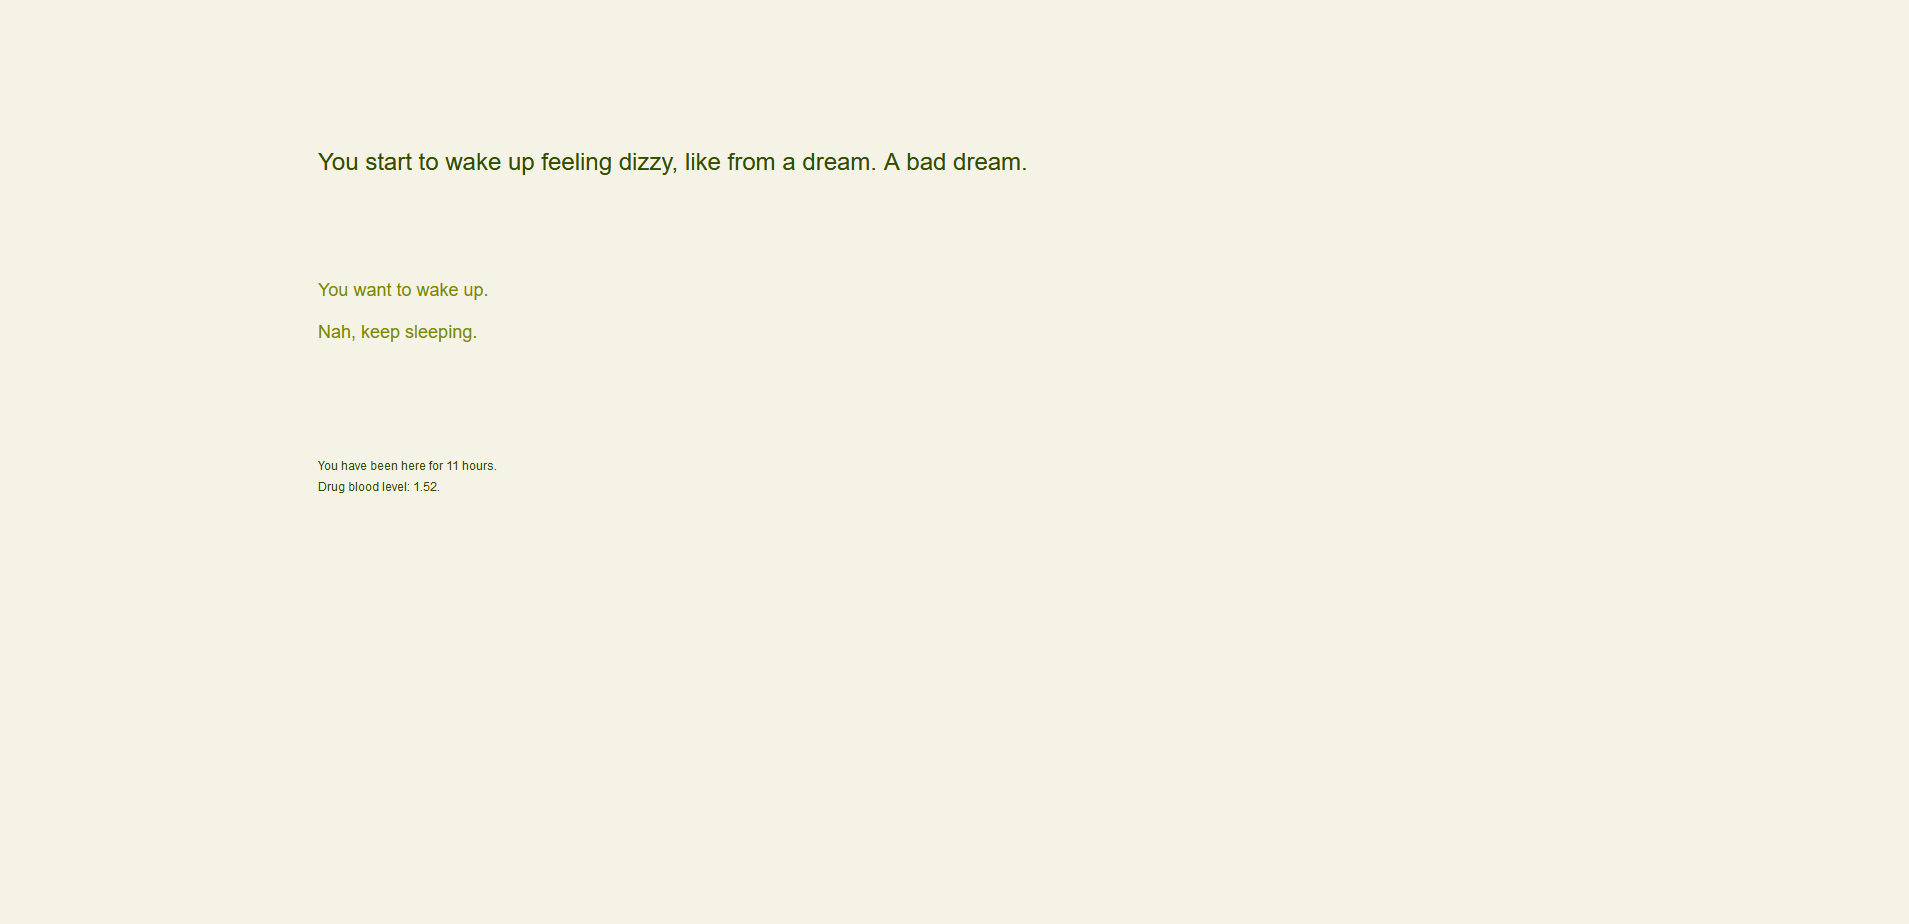 You start to wake up feeling dizzy, like from a dream. A bad dream.
You want to wake up.
Nah, keep sleeping.
You have been here for 11 hours.
Drug blood level: 1.52.